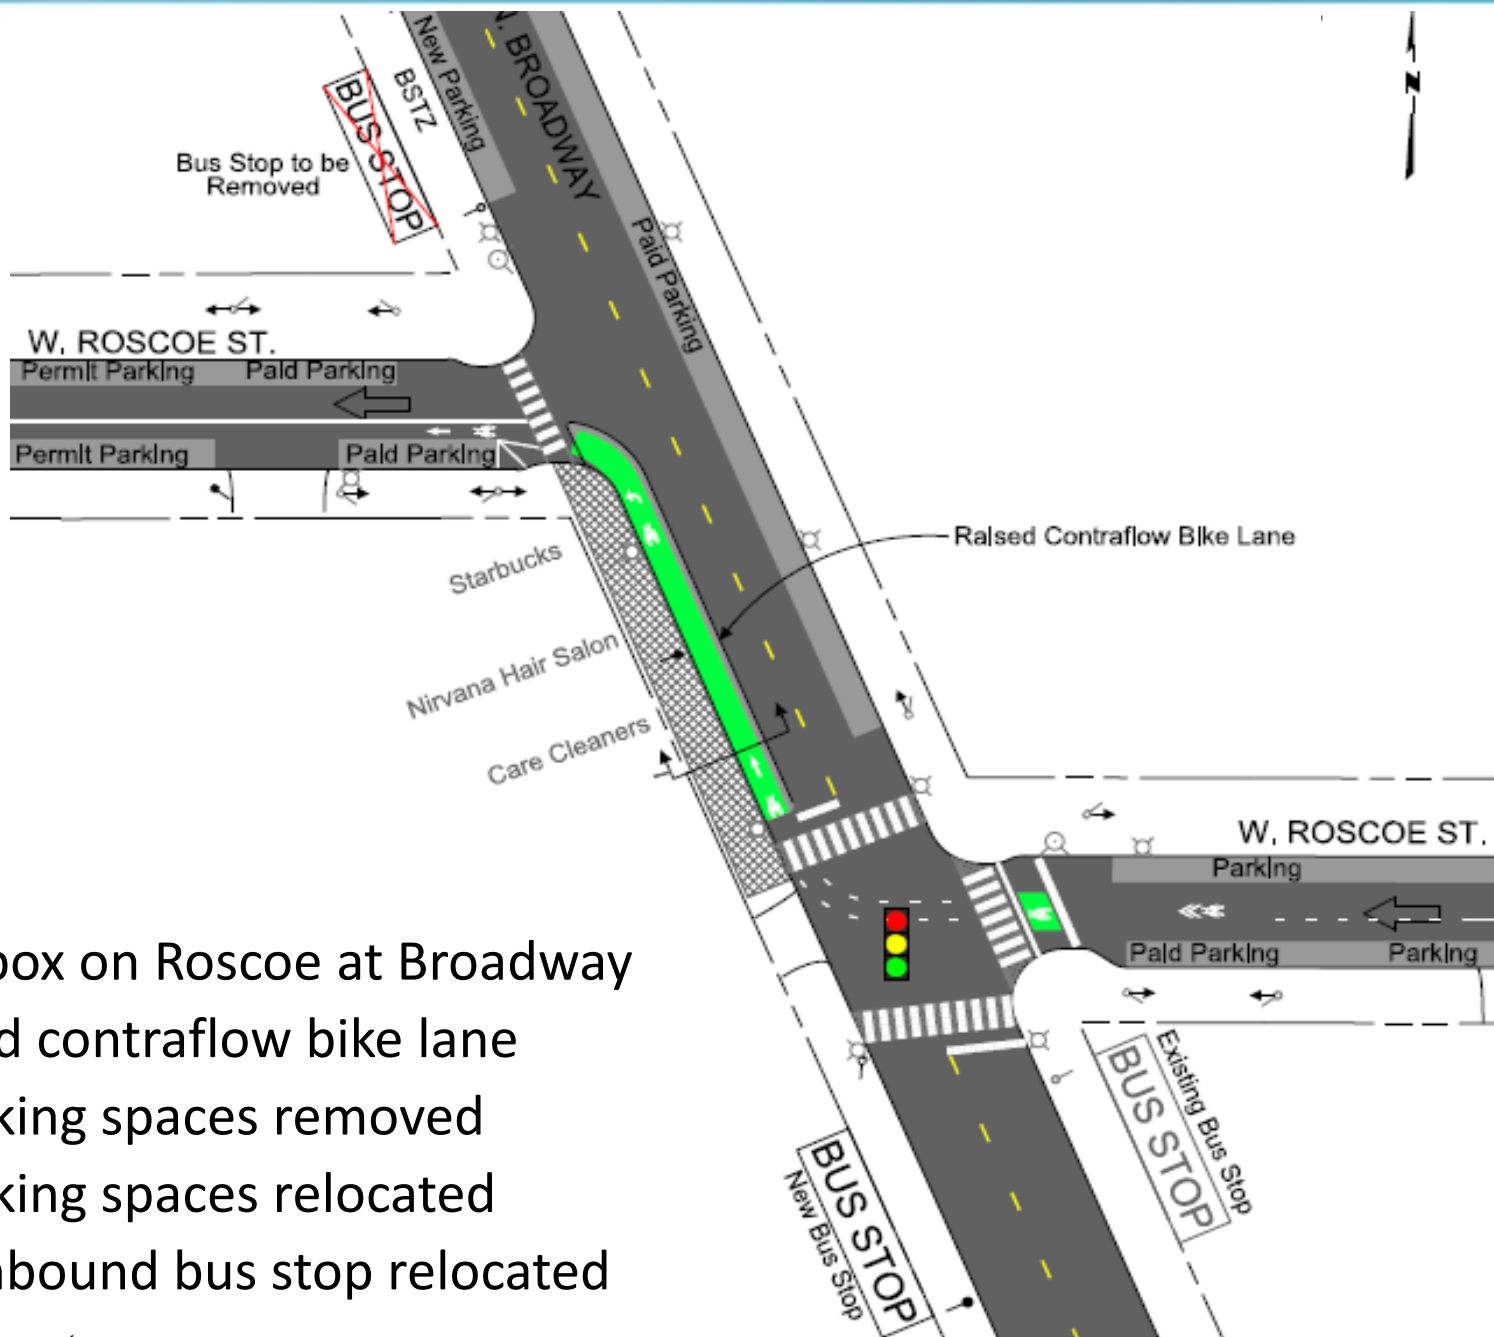 N. BROADWAY
New Parking
BSTZ
BUS STOP
Bus Stop to be
Removed
N
Paid Parking
W. ROSCOE ST.
Permit Parking
Paid Parking
Permit Parking
Paid Parking
Raised Contraflow Bike Lane
Starbucks
Nirvana Hair Salon
Care Cleaners
W. ROSCOE ST.
Parking
Paid Parking
Parking
box on Roscoe at Broadway
d contraflow bike lane
king spaces removed
king spaces relocated
bound bus stop relocated
Existing Bus Stop
BUS STOP
BUS STOP
New Bus Stop